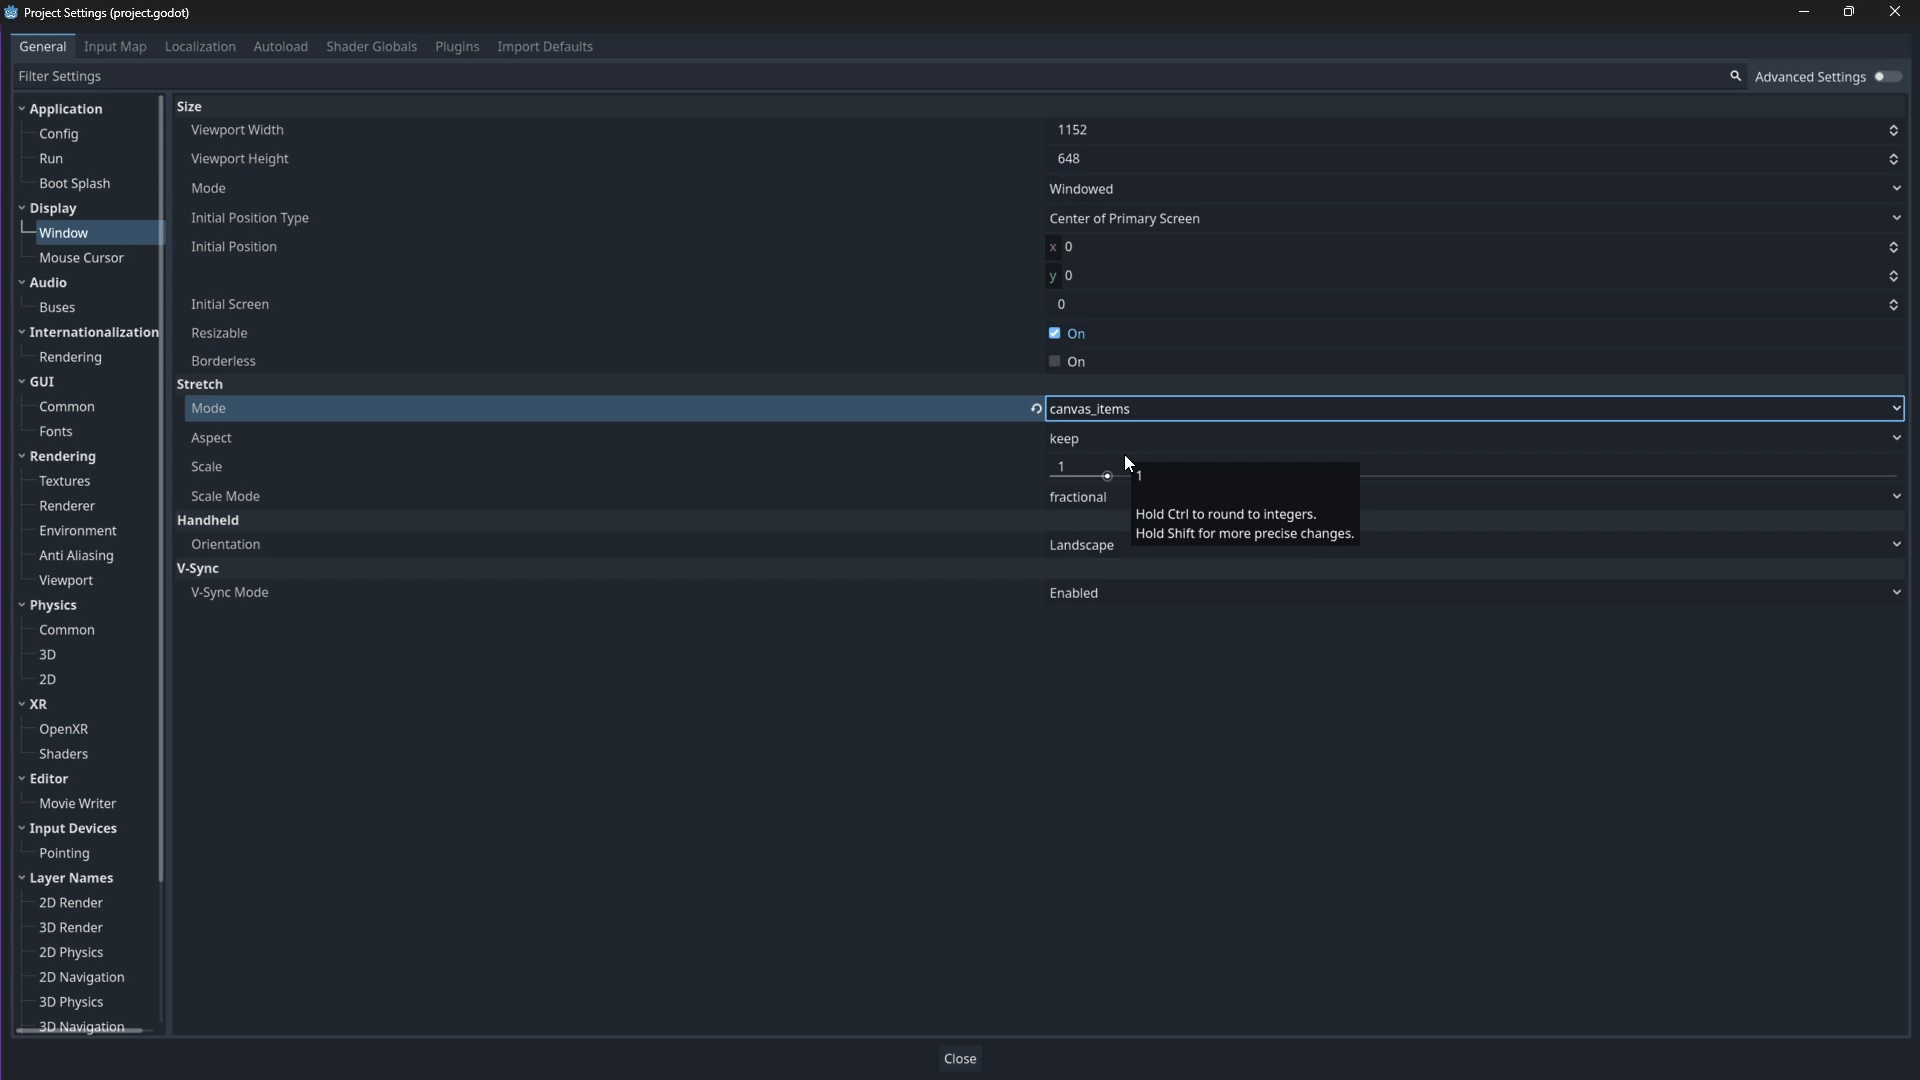 Project Settings (project.godot)
General Input Map Localization Autoload Shader Globals Plugins Import Defaults
Filter Settings Advanced Settings
Application
Config
Run
Boot Splash
Display
Window
Mouse Cursor
Audio
Buses
Internationalization
Rendering
GUI
Common
Fonts
Rendering
Textures
Renderer
Environment
Anti Aliasing
Viewport
Physics
Common
3D
2D
XR
OpenXR
Shaders
Editor
Movie Writer
Input Devices
Pointing
Layer Names
2D Render
3D Render
2D Physics
2D Navigation
3D Physics
3D Navigation
Size
Viewport Width 1152
Viewport Height 648
Mode Windowed
Initial Position Type Center of Primary Screen
Initial Position x 0
y 0
Initial Screen 0
Resizable On
Borderless On
Stretch
Mode canvas_items
Aspect keep
Scale 1
Scale Mode fractional
Handheld
Orientation Landscape
V-Sync
V-Sync Mode Enabled
1
Hold Ctrl to round to integers.
Hold Shift for more precise changes.
Close